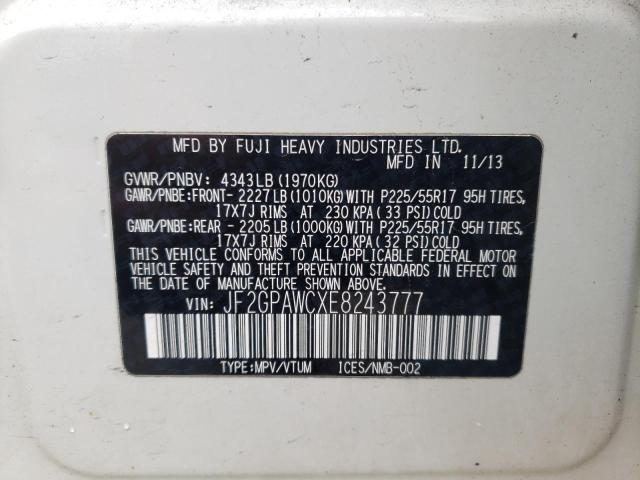 MFD BY FUJI HEAVY INDUSTRIES LTD.
MFD IN 11/13
GVWR/PNBV: 4343LB(1970KG)
GAWR/PNBE:FRONT- 2227LB(1010KG)WITH P225/55R17 95H TIRES,
17X7J RIMS AT 230 KPA(33 PSI)COLD
GAWR/PNBE:REAR - 2205LB(1000KG)WITH P225/55R17 95H TIRES,
17X7J RIMS AT 220 KPA(32 PSI)COLD
THIS VEHICLE CONFORMS TO ALL APPLICABLE FEDERAL MOTOR
VEHICLE SAFETY AND THEFT PREVENTION STANDARDS IN EFFECT
ON THE DATE OF MANUFACTURE SHOWN ABOVE.
VIN: JF2GPAWCXE8243777
TYPE:MPV/VTUM ICES/NMB-002